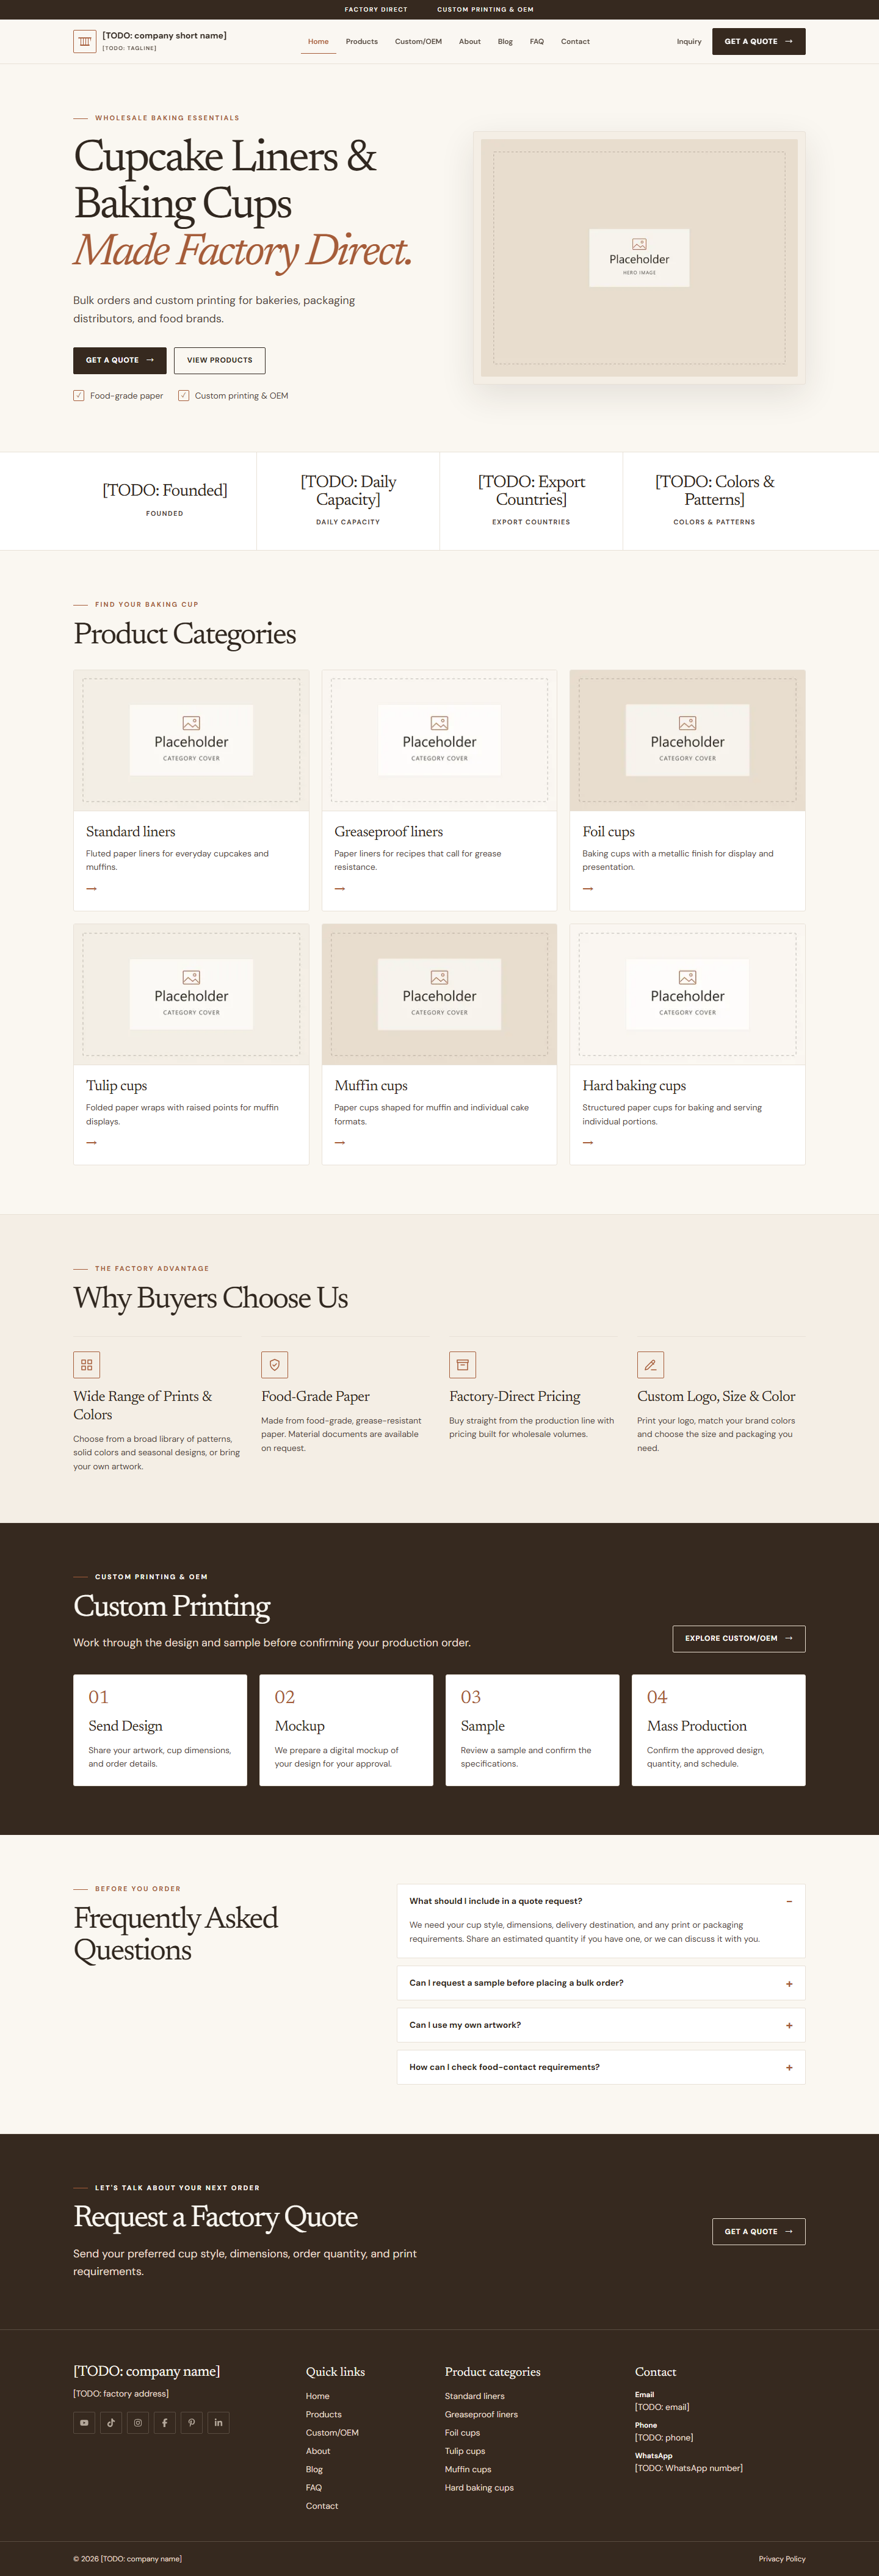 FACTORY DIRECT
CUSTOM PRINTING & OEM
[TODO: company short name]
[TODO: TAGLINE]
Home
Products
Custom/OEM
About
Blog
FAQ
Contact
Inquiry
GET A QUOTE →
WHOLESALE BAKING ESSENTIALS
Cupcake Liners &
Baking Cups
Made Factory Direct.
Bulk orders and custom printing for bakeries, packaging
distributors, and food brands.
GET A QUOTE →
VIEW PRODUCTS
Food-grade paper
Custom printing & OEM
Placeholder
HERO IMAGE
[TODO: Founded]
FOUNDED
[TODO: Daily
Capacity]
DAILY CAPACITY
[TODO: Export
Countries]
EXPORT COUNTRIES
[TODO: Colors &
Patterns]
COLORS & PATTERNS
FIND YOUR BAKING CUP
Product Categories
Placeholder
CATEGORY COVER
Standard liners
Fluted paper liners for everyday cupcakes and
muffins.
→
Placeholder
CATEGORY COVER
Greaseproof liners
Paper liners for recipes that call for grease
resistance.
→
Placeholder
CATEGORY COVER
Foil cups
Baking cups with a metallic finish for display and
presentation.
→
Placeholder
CATEGORY COVER
Tulip cups
Folded paper wraps with raised points for muffin
displays.
→
Placeholder
CATEGORY COVER
Muffin cups
Paper cups shaped for muffin and individual cake
formats.
→
Placeholder
CATEGORY COVER
Hard baking cups
Structured paper cups for baking and serving
individual portions.
→
THE FACTORY ADVANTAGE
Why Buyers Choose Us
Wide Range of Prints &
Colors
Choose from a broad library of patterns,
solid colors and seasonal designs, or bring
your own artwork.
Food-Grade Paper
Made from food-grade, grease-resistant
paper. Material documents are available
on request.
Factory-Direct Pricing
Buy straight from the production line with
pricing built for wholesale volumes.
Custom Logo, Size & Color
Print your logo, match your brand colors
and choose the size and packaging you
need.
CUSTOM PRINTING & OEM
Custom Printing
Work through the design and sample before confirming your production order.
EXPLORE CUSTOM/OEM →
01
Send Design
Share your artwork, cup dimensions,
and order details.
02
Mockup
We prepare a digital mockup of
your design for your approval.
03
Sample
Review a sample and confirm the
specifications.
04
Mass Production
Confirm the approved design,
quantity, and schedule.
BEFORE YOU ORDER
Frequently Asked
Questions
What should I include in a quote request? −
We need your cup style, dimensions, delivery destination, and any print or packaging
requirements. Share an estimated quantity if you have one, or we can discuss it with you.
Can I request a sample before placing a bulk order? +
Can I use my own artwork? +
How can I check food-contact requirements? +
LET'S TALK ABOUT YOUR NEXT ORDER
Request a Factory Quote
Send your preferred cup style, dimensions, order quantity, and print
requirements.
GET A QUOTE →
[TODO: company name]
[TODO: factory address]
Quick links
Home
Products
Custom/OEM
About
Blog
FAQ
Contact
Product categories
Standard liners
Greaseproof liners
Foil cups
Tulip cups
Muffin cups
Hard baking cups
Contact
Email
[TODO: email]
Phone
[TODO: phone]
WhatsApp
[TODO: WhatsApp number]
© 2026 [TODO: company name]
Privacy Policy